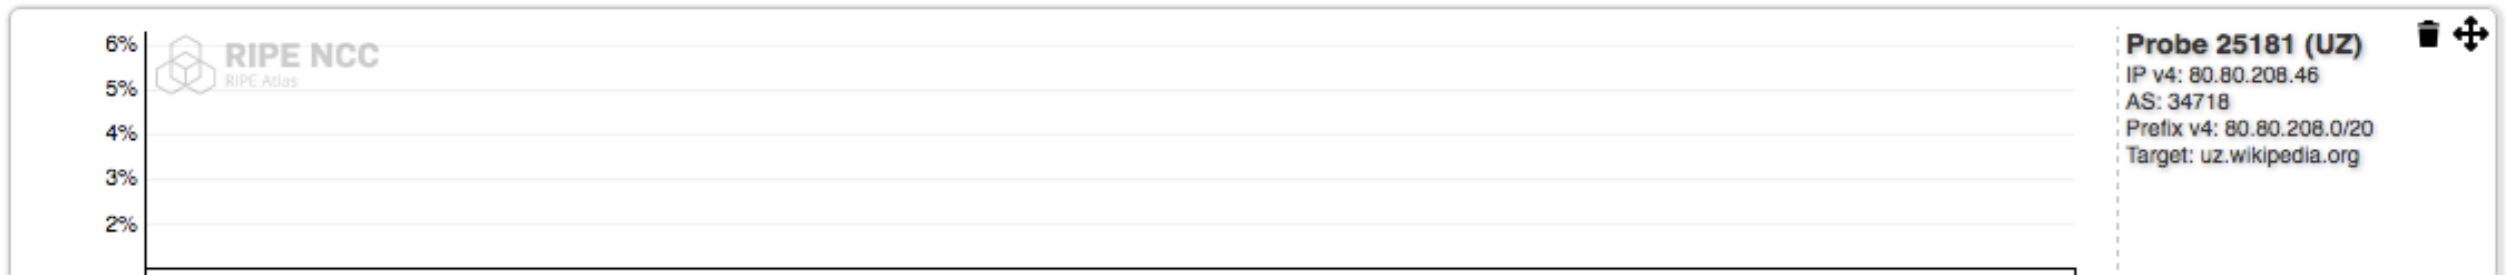 6%
RIPE NCC
RIPE Atlas
5%
4%
3%
2%
Probe 25181 (UZ)
IP v4: 80.80.208.46
AS: 34718
Prefix v4: 80.80.208.0/20
Target: uz.wikipedia.org